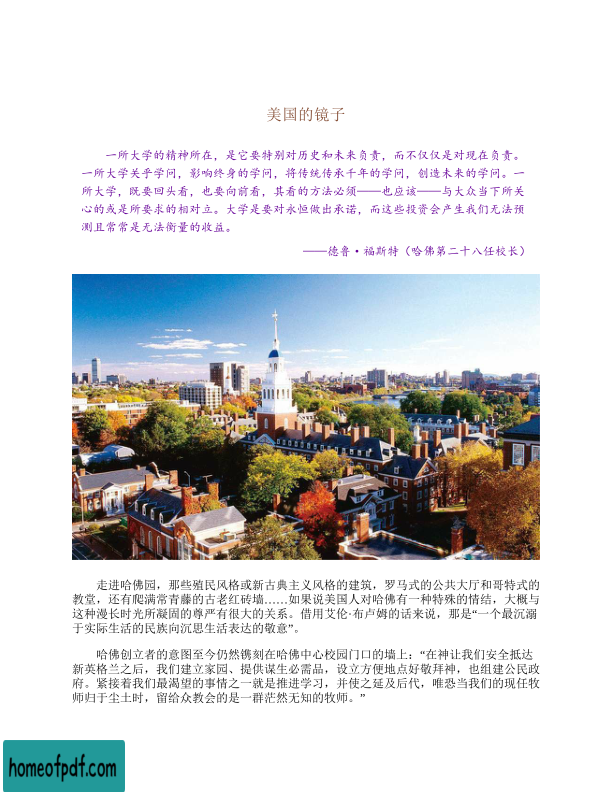 美国的镜子
一所大学的精神所在，是它要特别对历史和未来负责，而不仅仅是对现在负责。
一所大学关乎学问，影响终身的学问，将传统传承千年的学问，创造未来的学问。一
所大学，既要回头看，也要向前看，其看的方法必须——也应该——与大众当下所关
心的或是所要求的相对立。大学是要对永恒做出承诺，而这些投资会产生我们无法预
测且常常是无法衡量的收益。
——德鲁·福斯特（哈佛第二十八任校长）
走进哈佛园，那些殖民风格或新古典主义风格的建筑，罗马式的公共大厅和哥特式的
教堂，还有爬满常青藤的古老红砖墙……如果说美国人对哈佛有一种特殊的情结，大概与
这种漫长时光所凝固的尊严有很大的关系。借用艾伦·布卢姆的话来说，那是“一个最沉溺
于实际生活的民族向沉思生活表达的敬意”。
哈佛创立者的意图至今仍然镌刻在哈佛中心校园门口的墙上：“在神让我们安全抵达
新英格兰之后，我们建立家园、提供谋生必需品，设立方便地点好敬拜神，也组建公民政
府。紧接着我们最渴望的事情之一就是推进学习，并使之延及后代，唯恐当我们的现任牧
师归于尘土时，留给众教会的是一群茫然无知的牧师。”
homeofpdf.com